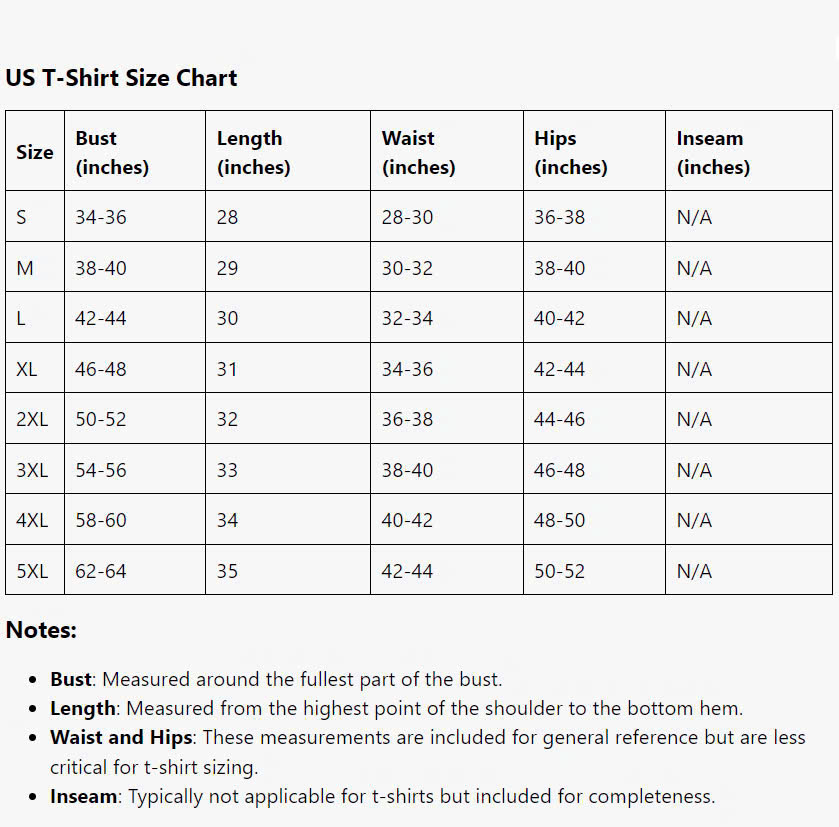 US T-Shirt Size Chart
Size Bust (inches) Length (inches) Waist (inches) Hips (inches) Inseam (inches)
S 34-36 28 28-30 36-38 N/A
M 38-40 29 30-32 38-40 N/A
L 42-44 30 32-34 40-42 N/A
XL 46-48 31 34-36 42-44 N/A
2XL 50-52 32 36-38 44-46 N/A
3XL 54-56 33 38-40 46-48 N/A
4XL 58-60 34 40-42 48-50 N/A
5XL 62-64 35 42-44 50-52 N/A
Notes:
• Bust: Measured around the fullest part of the bust.
• Length: Measured from the highest point of the shoulder to the bottom hem.
• Waist and Hips: These measurements are included for general reference but are less
critical for t-shirt sizing.
• Inseam: Typically not applicable for t-shirts but included for completeness.